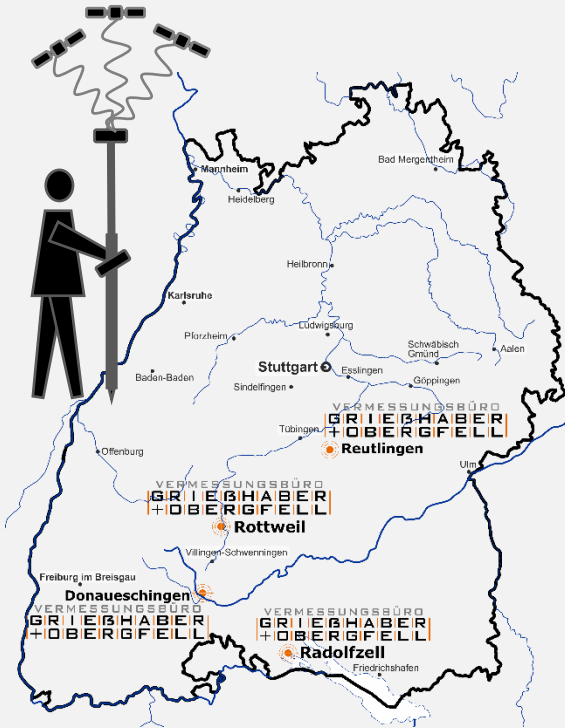 Bad Mergentheim
Mannheim
Heidelberg
Heilbronn
Karlsruhe
Ludwigsburg
Pforzheim
Schwäbisch
Gmünd
Aalen
Stuttgart
Esslingen
Baden-Baden
Sindelfingen
Göppingen
VERMESSUNGSBÜRO
GRIEßHABER
+OBERGFELL
Reutlingen
Tübingen
Offenburg
Ulm
VERMESSUNGSBÜRO
GRIEßHABER
+OBERGFELL
Rottweil
Villingen-Schwenningen
Freiburg im Breisgau
Donaueschingen
VERMESSUNGSBÜRO
GRIEßHABER
+OBERGFELL
VERMESSUNGSBÜRO
GRIEßHABER
+OBERGFELL
Radolfzell
Friedrichshafen